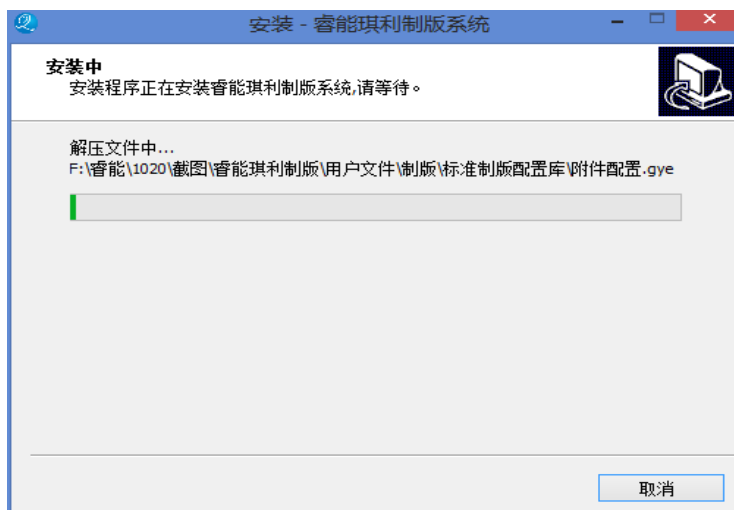 安装 - 睿能琪利制版系统
安装中
安装程序正在安装睿能琪利制版系统,请等待。
解压文件中...
F:\睿能\1020\截图\睿能琪利制版\用户文件\制版\标准制版配置库\附件配置.gye
取消